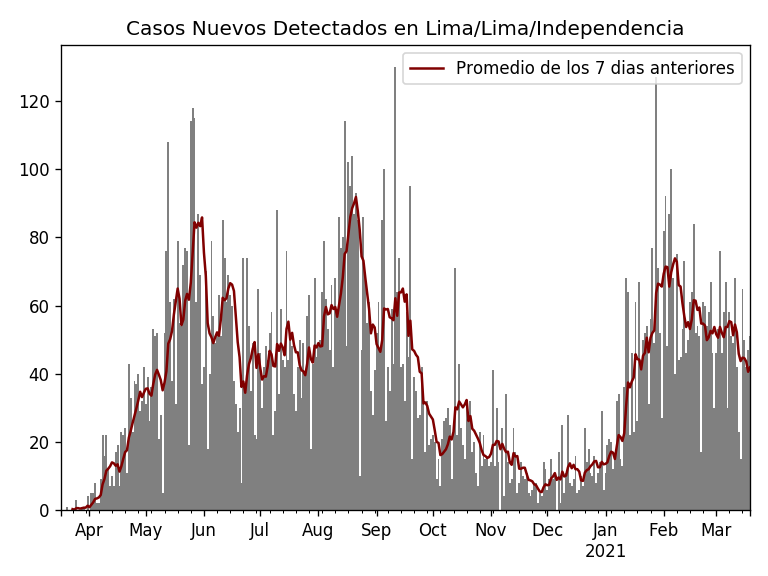 Casos Nuevos Detectados en Lima/Lima/Independencia
Promedio de los 7 dias anteriores
120
100
80
60
40
20
0
Apr May Jun Jul Aug Sep Oct Nov Dec Jan Feb Mar
2021